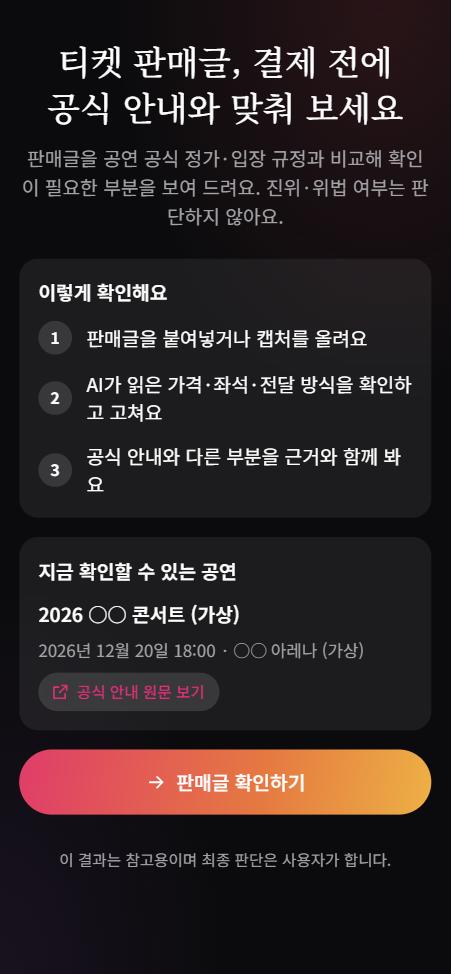 티켓 판매글, 결제 전에
공식 안내와 맞춰 보세요
판매글을 공연 공식 정가·입장 규정과 비교해 확인
이 필요한 부분을 보여 드려요. 진위·위법 여부는 판
단하지 않아요.
이렇게 확인해요
1 판매글을 붙여넣거나 캡처를 올려요
2 AI가 읽은 가격·좌석·전달 방식을 확인하
고 고쳐요
3 공식 안내와 다른 부분을 근거와 함께 봐
요
지금 확인할 수 있는 공연
2026 ○○ 콘서트 (가상)
2026년 12월 20일 18:00 · ○○ 아레나 (가상)
공식 안내 원문 보기
→ 판매글 확인하기
이 결과는 참고용이며 최종 판단은 사용자가 합니다.